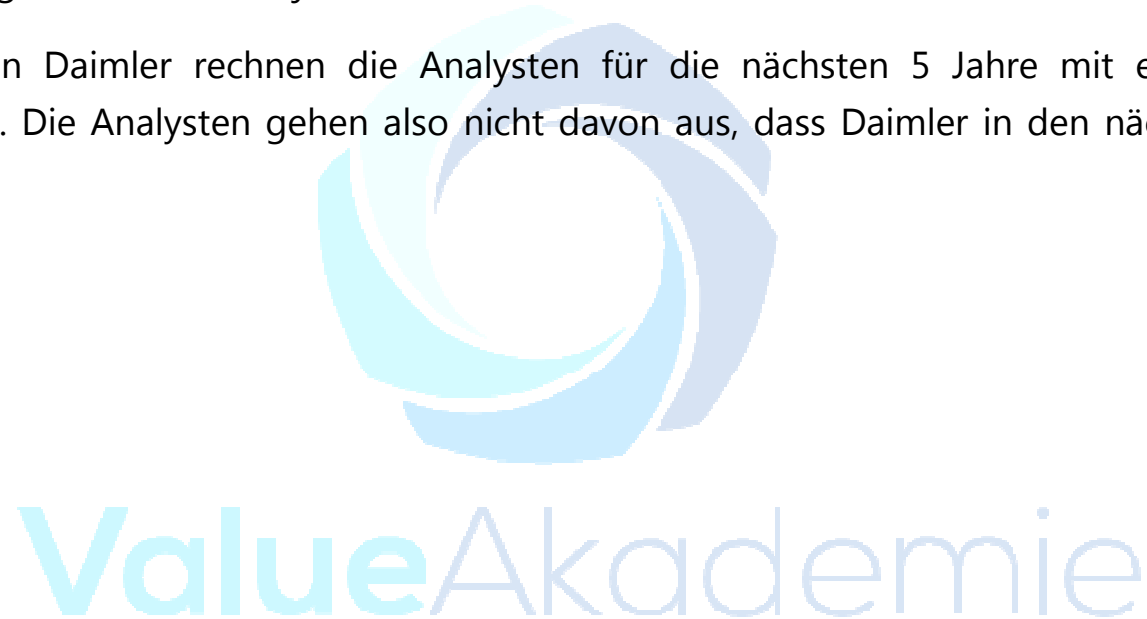 n Daimler rechnen die Analysten für die nächsten 5 Jahre mit e
. Die Analysten gehen also nicht davon aus, dass Daimler in den nä
ValueAkademie